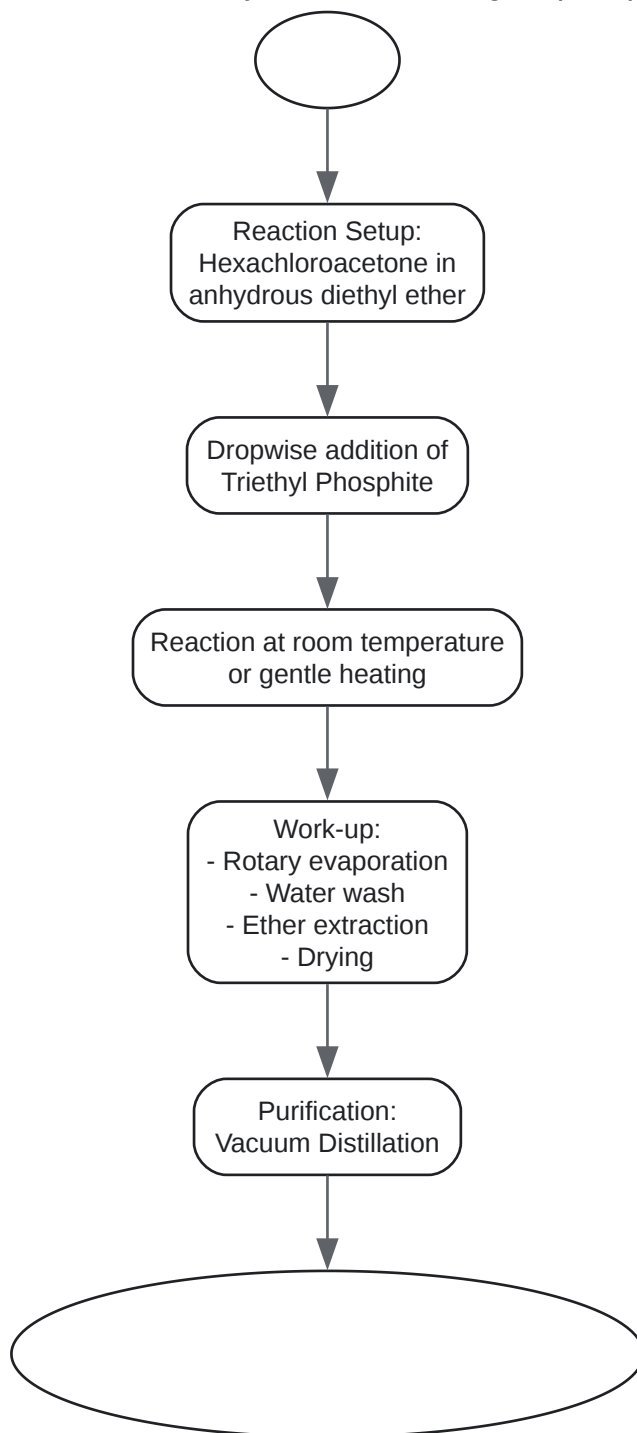 Reaction Setup:
Hexachloroacetone in
anhydrous diethyl ether
Dropwise addition of
Triethyl Phosphite
Reaction at room temperature
or gentle heating
Work-up:
- Rotary evaporation
- Water wash
- Ether extraction
- Drying
Purification:
Vacuum Distillation